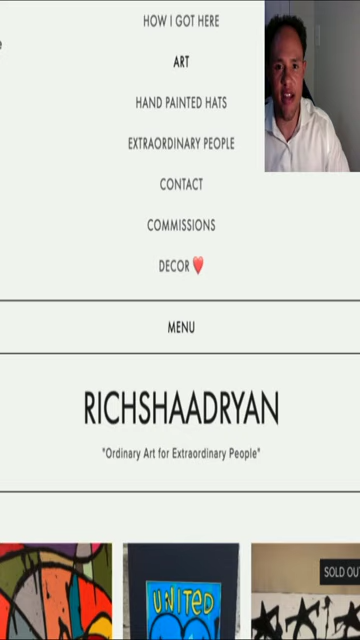 e
HOW I GOT HERE
ART
HAND PAINTED HATS
EXTRAORDINARY PEOPLE
CONTACT
COMMISSIONS
DECOR ❤️
MENU
RICHSHAADRYAN
"Ordinary Art for Extraordinary People"
SOLD OU
UNITED